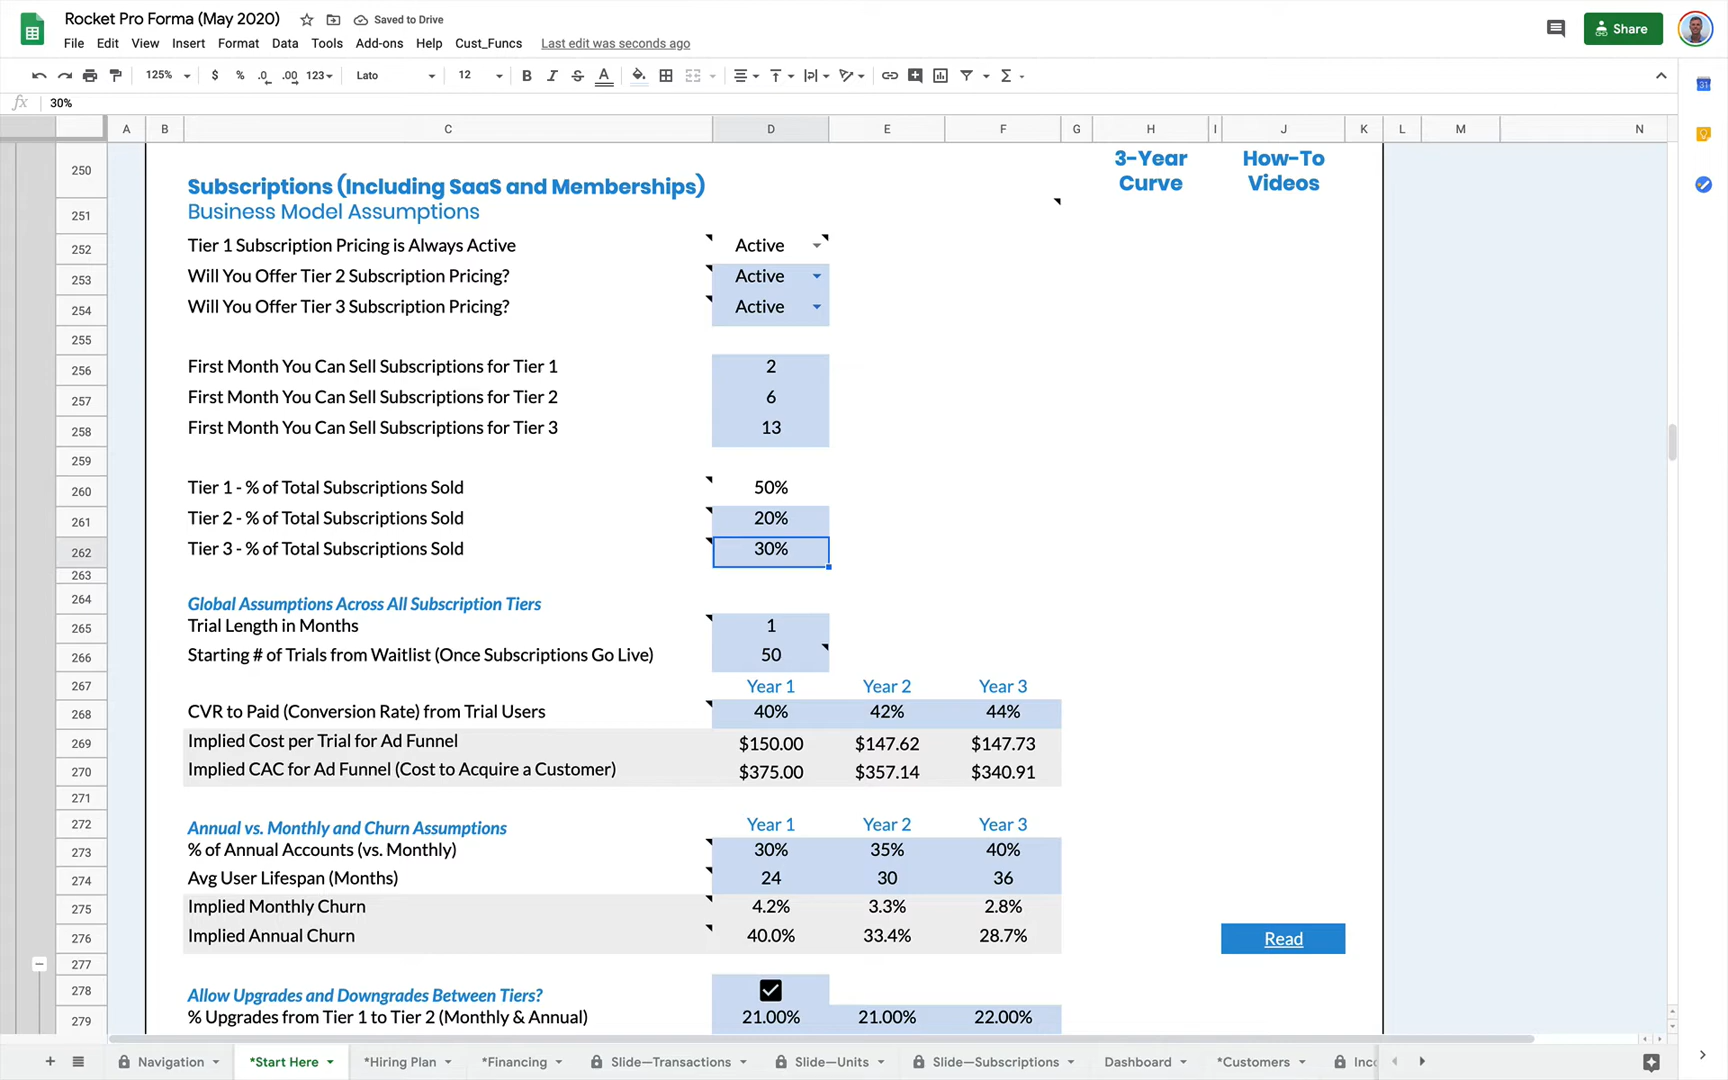 Rocket Pro Forma (May 2020) Saved to Drive
Share
File Edit View Insert Format Data Tools Add-ons Help Cust_Funcs Last edit was seconds ago
125% $ % .0 .00 123 Lato 12 B I S A
31
fx 30%
A B C D E F G H I J K L M N
250 Subscriptions (Including SaaS and Memberships) 3-Year Curve How-To Videos
251 Business Model Assumptions
252 Tier 1 Subscription Pricing is Always Active Active
253 Will You Offer Tier 2 Subscription Pricing? Active
254 Will You Offer Tier 3 Subscription Pricing? Active
255
256 First Month You Can Sell Subscriptions for Tier 1 2
257 First Month You Can Sell Subscriptions for Tier 2 6
258 First Month You Can Sell Subscriptions for Tier 3 13
259
260 Tier 1 - % of Total Subscriptions Sold 50%
261 Tier 2 - % of Total Subscriptions Sold 20%
262 Tier 3 - % of Total Subscriptions Sold 30%
263
264 Global Assumptions Across All Subscription Tiers
265 Trial Length in Months 1
266 Starting # of Trials from Waitlist (Once Subscriptions Go Live) 50
267 Year 1 Year 2 Year 3
268 CVR to Paid (Conversion Rate) from Trial Users 40% 42% 44%
269 Implied Cost per Trial for Ad Funnel $150.00 $147.62 $147.73
270 Implied CAC for Ad Funnel (Cost to Acquire a Customer) $375.00 $357.14 $340.91
271
272 Annual vs. Monthly and Churn Assumptions Year 1 Year 2 Year 3
273 % of Annual Accounts (vs. Monthly) 30% 35% 40%
274 Avg User Lifespan (Months) 24 30 36
275 Implied Monthly Churn 4.2% 3.3% 2.8%
276 Implied Annual Churn 40.0% 33.4% 28.7% Read
277
278 Allow Upgrades and Downgrades Between Tiers?
279 % Upgrades from Tier 1 to Tier 2 (Monthly & Annual) 21.00% 21.00% 22.00%
Navigation *Start Here *Hiring Plan *Financing Slide—Transactions Slide—Units Slide—Subscriptions Dashboard *Customers Inc